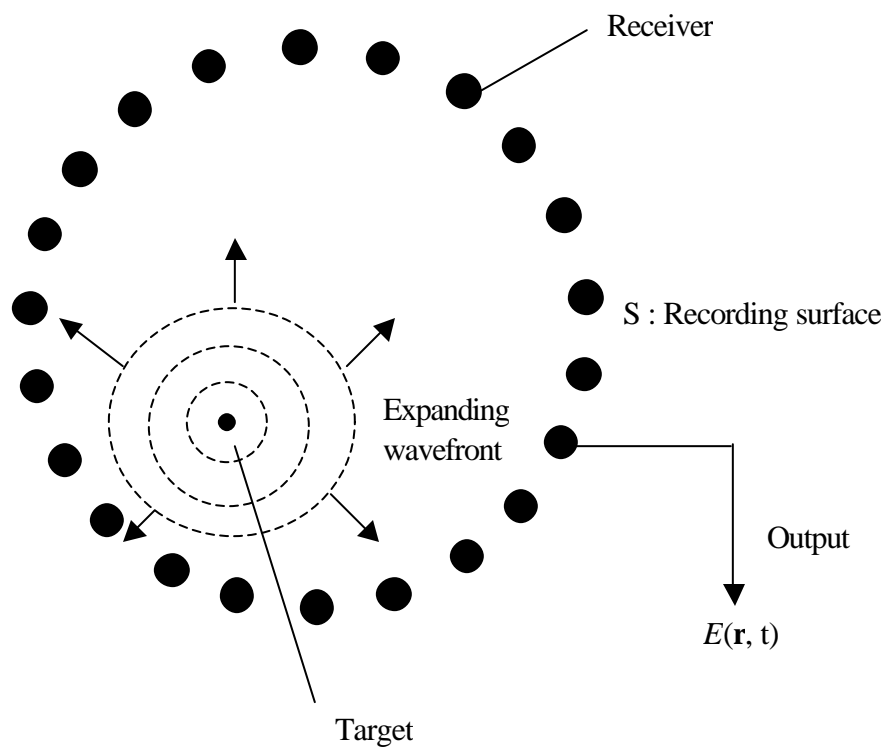 Receiver
S : Recording surface
Expanding
wavefront
Output
E(r, t)
Target